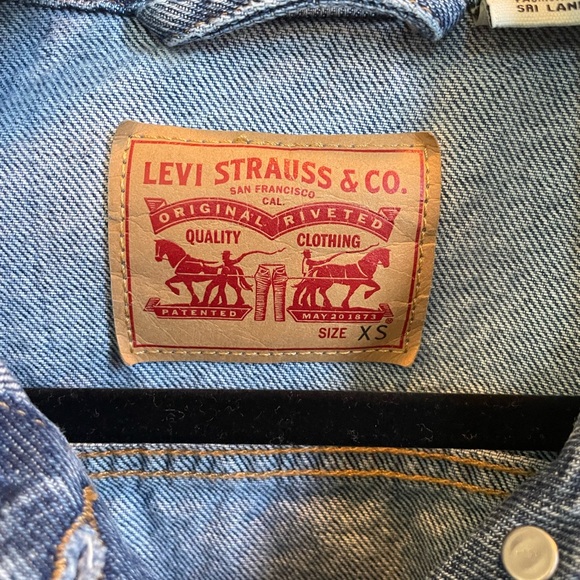 SRI LAN
LEVI STRAUSS & CO.
SAN FRANCISCO
CAL.
ORIGINAL RIVETED
QUALITY CLOTHING
PATENTED MAY 20 1873
SIZE XS